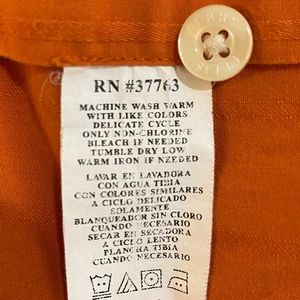 RN #37763
MACHINE WASH WARM
WITH LIKE COLORS
DELICATE CYCLE
ONLY NON-CHLORINE
BLEACH IF NEEDED
TUMBLE DRY LOW
WARM IRON IF NEEDED
LAVAR EN LAVADORA
CON AGUA TIBIA
CON COLORES SIMILARES
A CICLO DELICADO
SOLAMENTE
BLANQUEADOR SIN CLORO
CUANDO NECESARIO
SECAR EN SECADORA
A CICLO LENTO
PLANCHA TIBIA
CUANDO NECESARIO